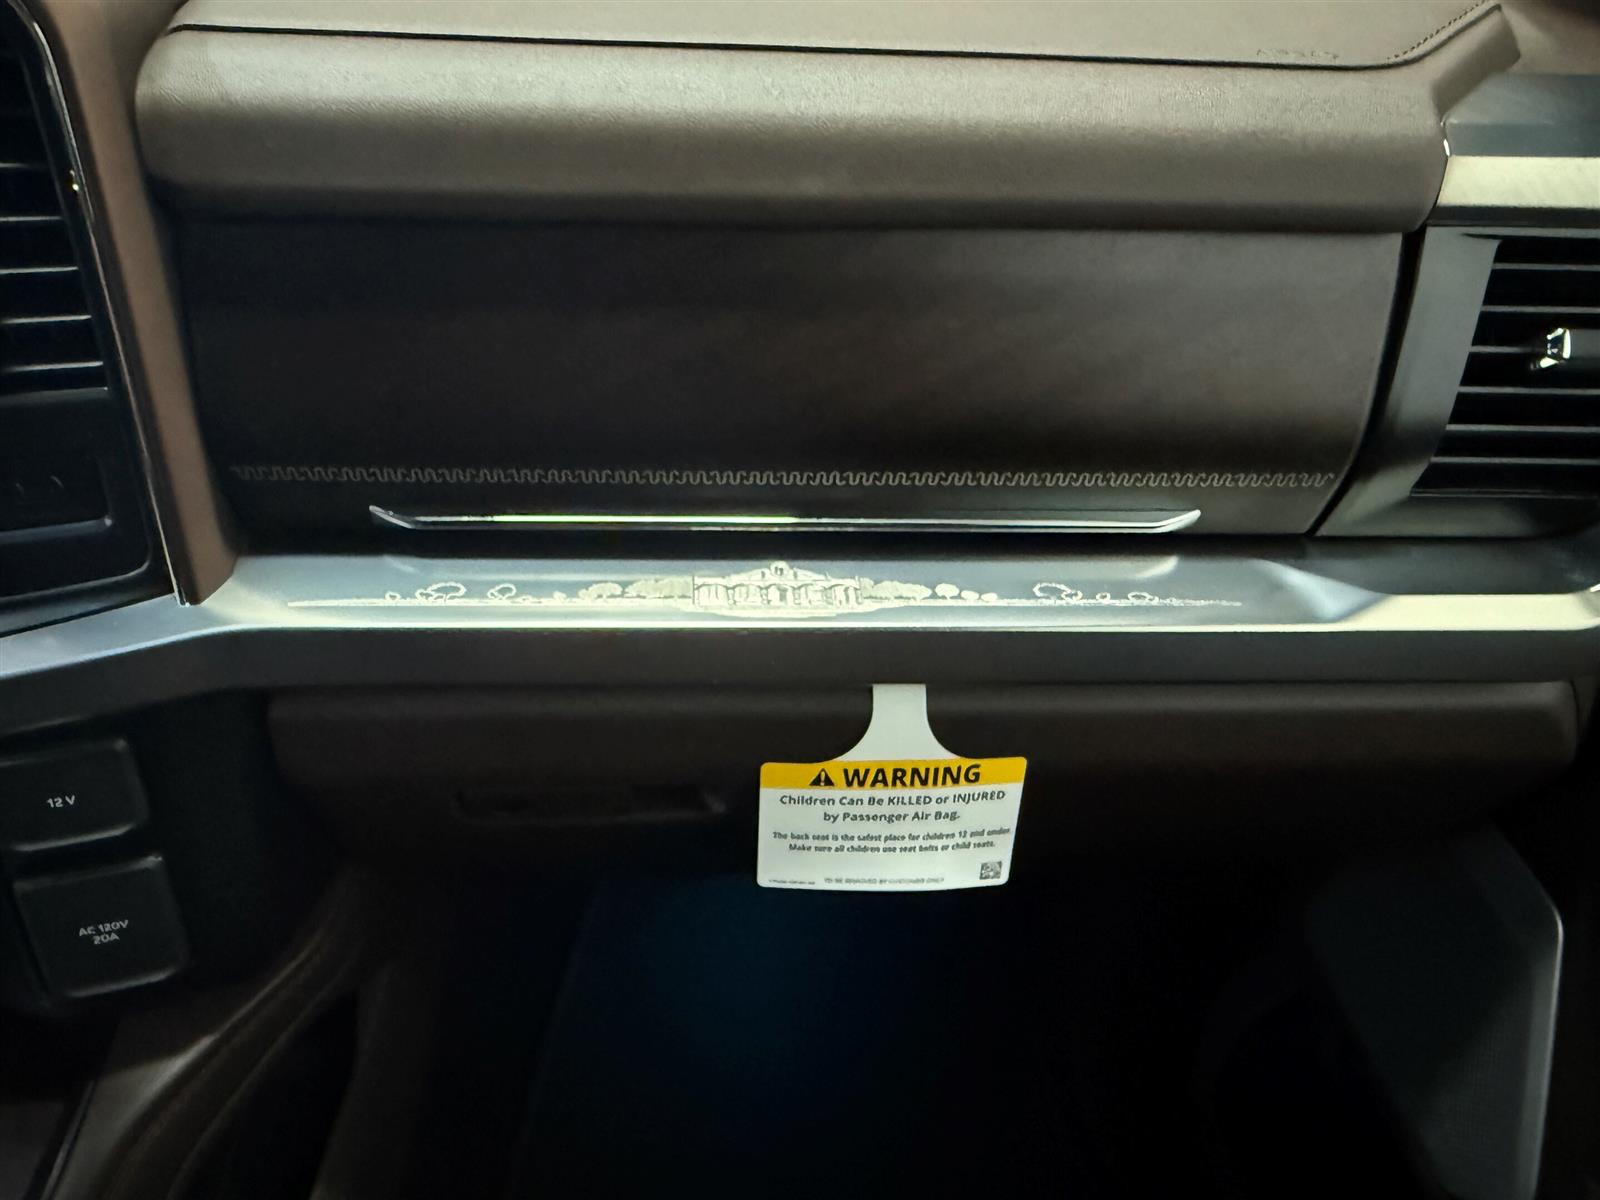 AIRBAG
12 V
AC 120V
20A
WARNING
Children Can Be KILLED or INJURED
by Passenger Air Bag.
The back seat is the safest place for children 12 and under.
Make sure all children use seat belts or child seats.
TO BE REMOVED BY CUSTOMER ONLY